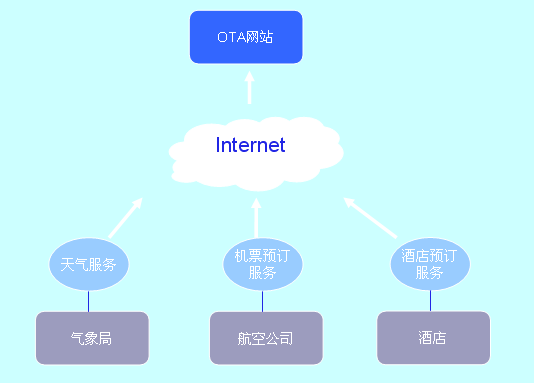 OTA网站
Internet
天气服务
机票预订
服务
酒店预订
服务
气象局
航空公司
酒店